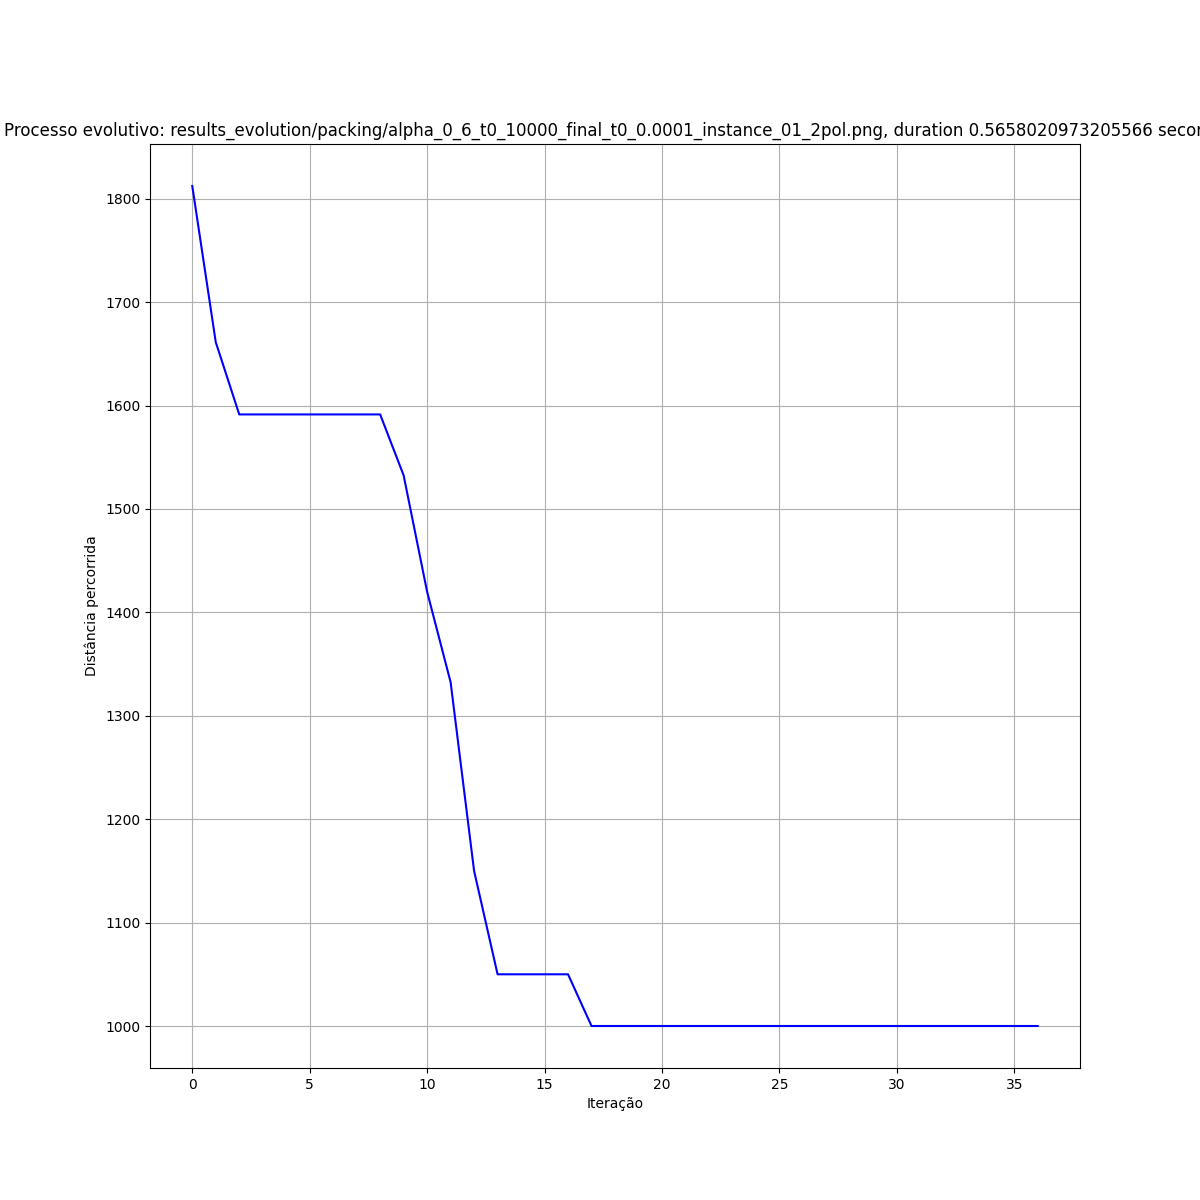 Processo evolutivo: results_evolution/packing/alpha_0_6_t0_10000_final_t0_0.0001_instance_01_2pol.png, duration 0.5658020973205566 secor
1800
1700
1600
1500
1400
1300
1200
1100
1000
Distância percorrida
0 5 10 15 20 25 30 35
Iteração